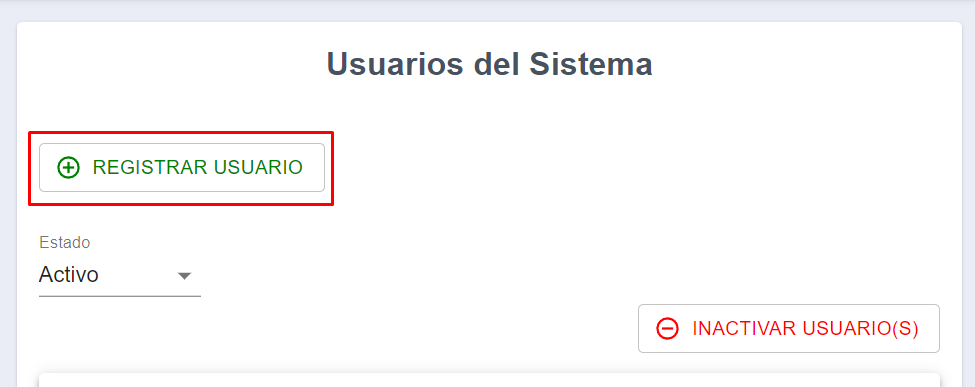 Usuarios del Sistema
REGISTRAR USUARIO
Estado
Activo
INACTIVAR USUARIO(S)